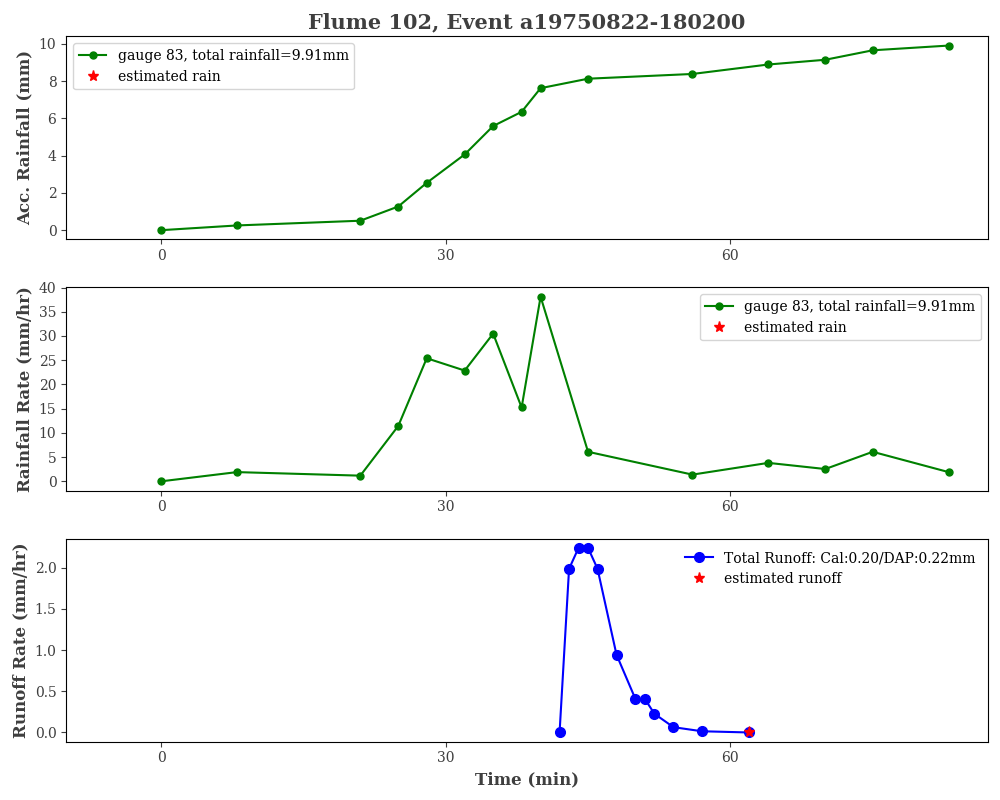 Flume 102, Event a19750822-180200
Acc. Rainfall (mm)
10
8
6
4
2
0
gauge 83, total rainfall=9.91mm
estimated rain
0 30 60
Rainfall Rate (mm/hr)
40
35
30
25
20
15
10
5
0
gauge 83, total rainfall=9.91mm
estimated rain
0 30 60
Runoff Rate (mm/hr)
2.0
1.5
1.0
0.5
0.0
Total Runoff: Cal:0.20/DAP:0.22mm
estimated runoff
0 30 60
Time (min)